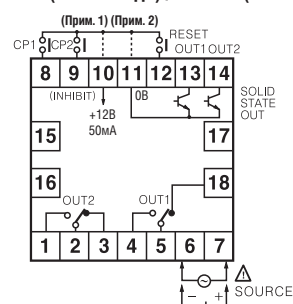 (Прим. 1) (Прим. 2)
CP1 CP2 RESET
OUT1 OUT2
8 9 10 11 12 13 14
(INHIBIT) 0В SOLID
+12В STATE
50мА OUT
15 17
16 18
OUT2 OUT1
1 2 3 4 5 6 7
SOURCE
− +